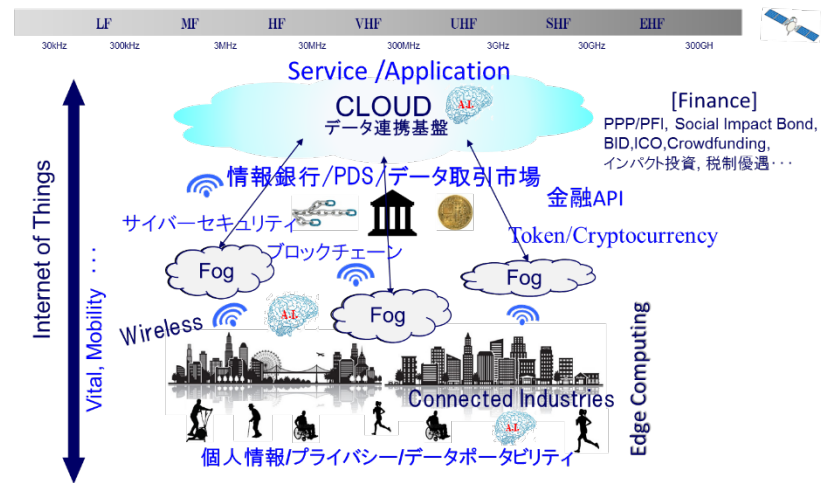 LF MF HF VHF UHF SHF EHF
30kHz 300kHz 3MHz 30MHz 300MHz 3GHz 30GHz 300GH
Service /Application
CLOUD
A.I.
データ連携基盤
[Finance]
PPP/PFI, Social Impact Bond,
BID,ICO,Crowdfunding,
インパクト投資, 税制優遇・・・
情報銀行/PDS/データ取引市場
金融API
サイバーセキュリティ
ブロックチェーン
Token/Cryptocurrency
Fog
Fog
Fog
Wireless
A.I.
Internet of Things
Vital, Mobility ・・・
Edge Computing
Connected Industries
A.I.
個人情報/プライバシー/データポータビリティ